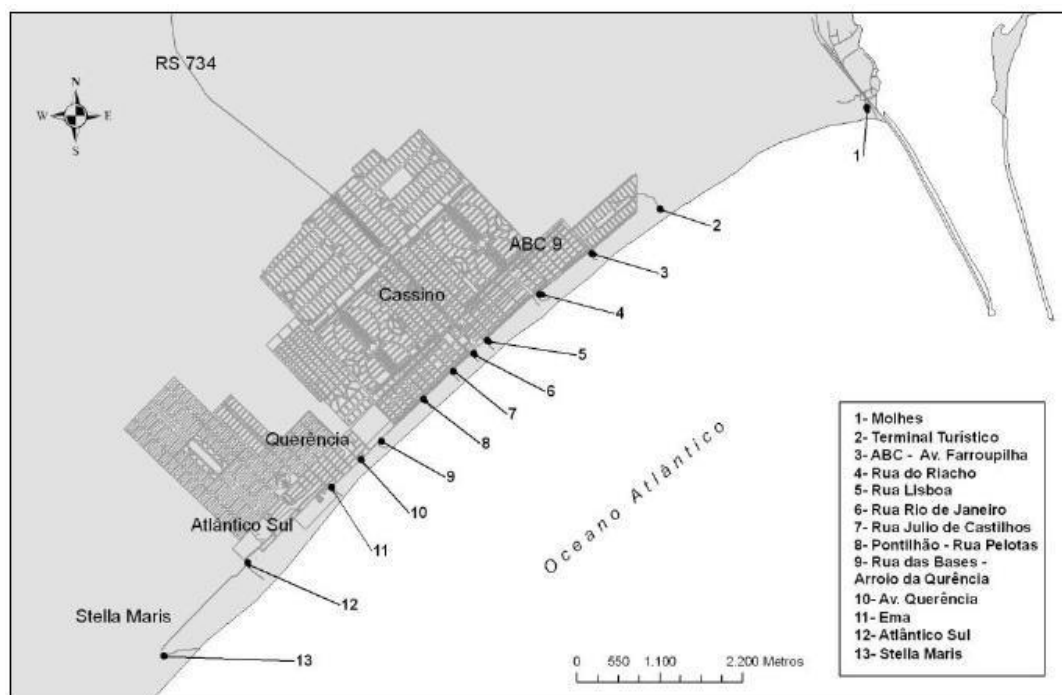 RS 734
N
W E
S
1
2
ABC 9
3
Cassino
4
5
6
7
Querência
8
9
10
Atlântico Sul
11
12
Stella Maris
13
Oceano Atlântico
0 550 1.100 2.200 Metros
1- Molhes
2- Terminal Turístico
3- ABC - Av. Farroupilha
4- Rua do Riacho
5- Rua Lisboa
6- Rua Rio de Janeiro
7- Rua Julio de Castilhos
8- Pontilhão - Rua Pelotas
9- Rua das Bases -
Arroio da Qurência
10- Av. Querência
11- Ema
12- Atlântico Sul
13- Stella Maris